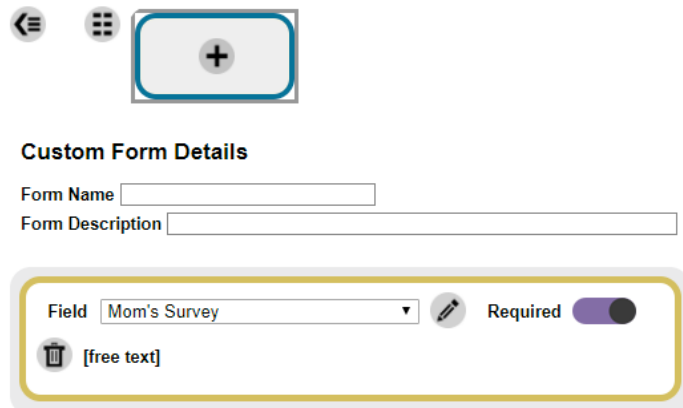 Custom Form Details
Form Name
Form Description
Field Mom's Survey Required
[free text]